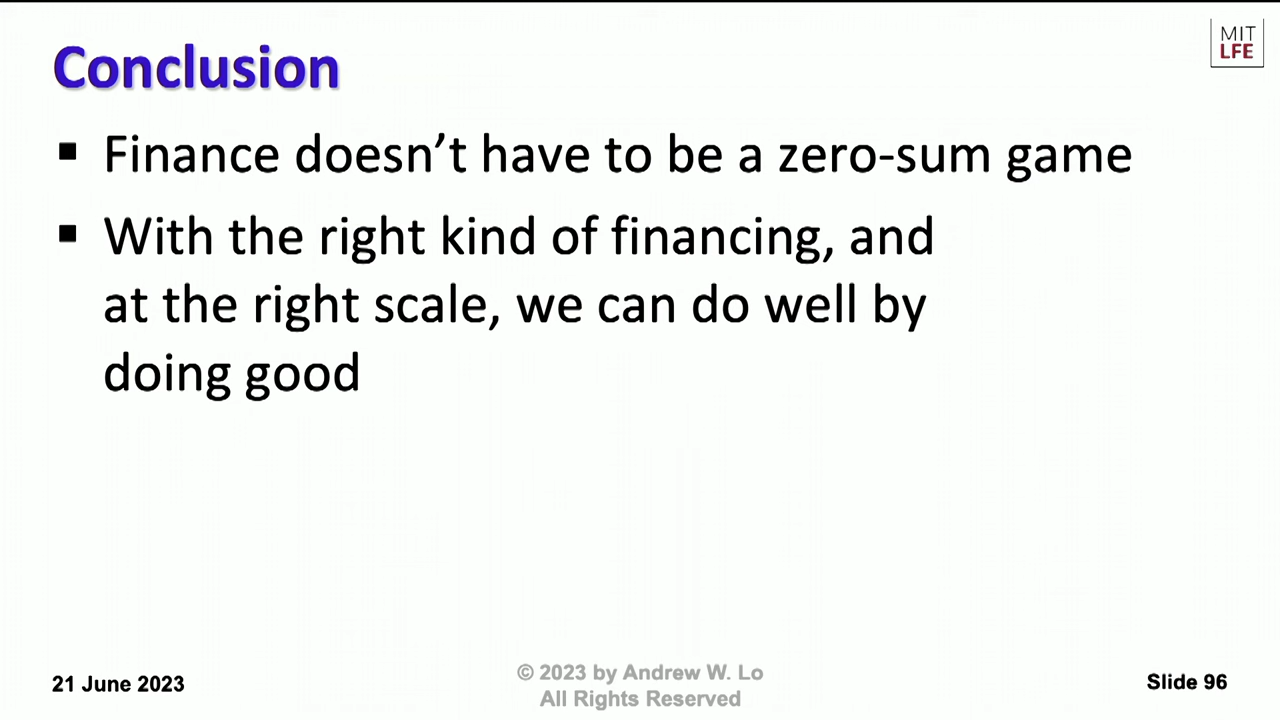 Conclusion
MIT
LFE
▪ Finance doesn’t have to be a zero-sum game
▪ With the right kind of financing, and
at the right scale, we can do well by
doing good
21 June 2023
© 2023 by Andrew W. Lo
All Rights Reserved
Slide 96